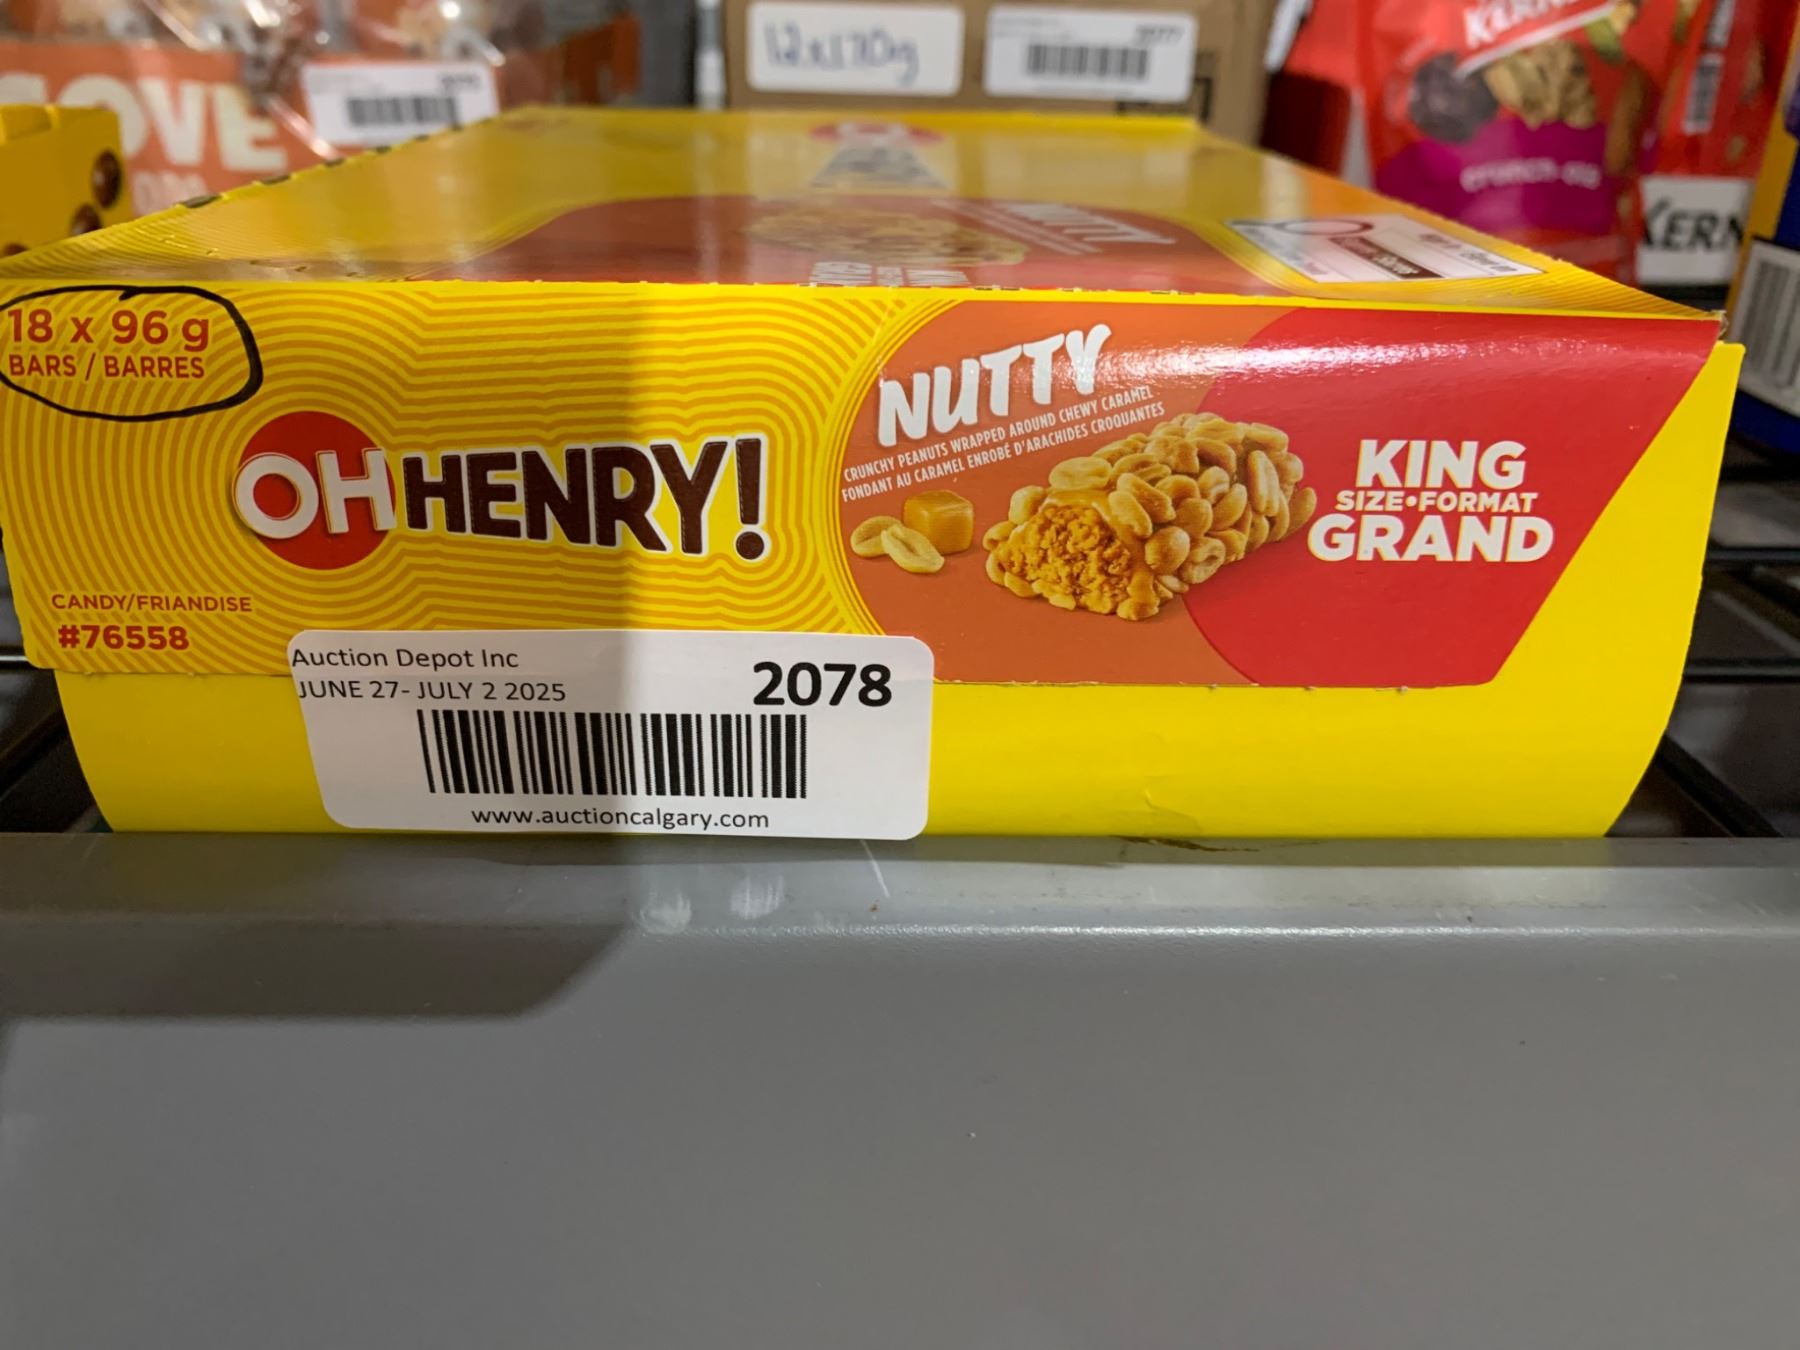 12x170g
2077
18 x 96 g
BARS / BARRES
OH HENRY!
CANDY/FRIANDISE
#76558
NUTTY
CRUNCHY PEANUTS WRAPPED AROUND CHEWY CARAMEL
FONDANT AU CARAMEL ENROBÉ D'ARACHIDES CROQUANTES
KING
SIZE•FORMAT
GRAND
Auction Depot Inc
JUNE 27- JULY 2 2025
2078
www.auctioncalgary.com
NUTTY